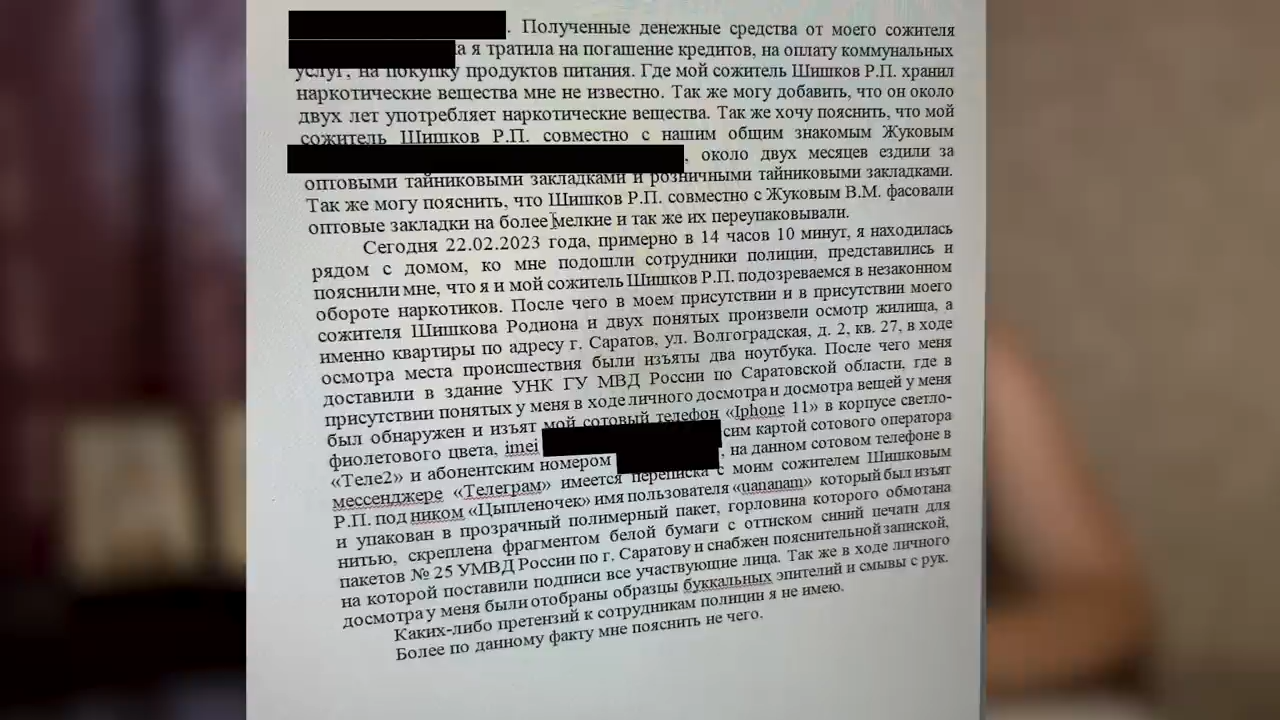 . Полученные денежные средства от моего сожителя
а я тратила на погашение кредитов, на оплату коммунальных
услуг, на покупку продуктов питания. Где мой сожитель Шишков Р.П. хранил
наркотические вещества мне не известно. Так же могу добавить, что он около
двух лет употребляет наркотические вещества. Так же хочу пояснить, что мой
сожитель Шишков Р.П. совместно с нашим общим знакомым Жуковым
, около двух месяцев ездили за
оптовыми тайниковыми закладками и розничными тайниковыми закладками.
Так же могу пояснить, что Шишков Р.П. совместно с Жуковым В.М. фасовали
оптовые закладки на более мелкие и так же их переупаковывали.
Сегодня 22.02.2023 года, примерно в 14 часов 10 минут, я находилась
рядом с домом, ко мне подошли сотрудники полиции, представились и
пояснили мне, что я и мой сожитель Шишков Р.П. подозреваемся в незаконном
обороте наркотиков. После чего в моем присутствии и в присутствии моего
сожителя Шишкова Родиона и двух понятых произвели осмотр жилища, а
именно квартиры по адресу г. Саратов, ул. Волгоградская, д. 2, кв. 27, в ходе
осмотра места происшествия были изъяты два ноутбука. После чего меня
доставили в здание УНК ГУ МВД России по Саратовской области, где в
присутствии понятых у меня в ходе личного досмотра и досмотра вещей у меня
был обнаружен и изъят мой сотовый телефон «Iphone 11» в корпусе светло-
фиолетового цвета, imei сим картой сотового оператора
«Теле2» и абонентским номером , на данном сотовом телефоне в
мессенджере «Телеграм» имеется переписка с моим сожителем Шишковым
Р.П. под ником «Цыпленочек» имя пользователя «uananam» который был изъят
и упакован в прозрачный полимерный пакет, горловина которого обмотана
нитью, скреплена фрагментом белой бумаги с оттиском синий печати для
пакетов № 25 УМВД России по г. Саратову и снабжен пояснительной запиской,
на которой поставили подписи все участвующие лица. Так же в ходе личного
досмотра у меня были отобраны образцы буккальных эпителий и смывы с рук.
Каких-либо претензий к сотрудникам полиции я не имею.
Более по данному факту мне пояснить не чего.